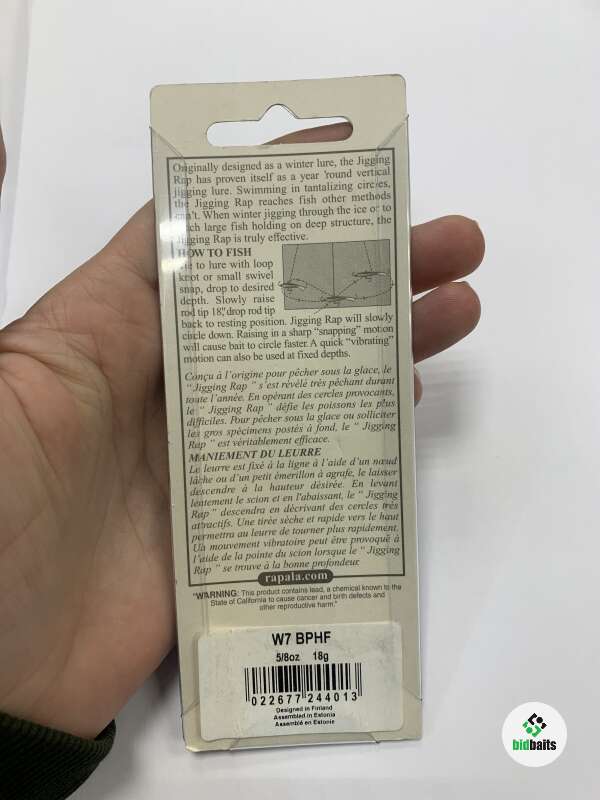 Originally designed as a winter lure, the Jigging
Rap has proven itself as a year 'round vertical
jigging lure. Swimming in tantalizing circles,
the Jigging Rap reaches fish other methods
can't. When winter jigging through the ice or to
large fish holding on deep structure, the
Jigging Rap is truly effective.
HOW TO FISH
Tie to lure with loop
knot or small swivel
snap, drop to desired
depth. Slowly raise
rod tip 18", drop rod tip
back to resting position. Jigging Rap will slowly
circle down. Raising in a sharp “snapping” motion
will cause bait to circle faster. A quick “vibrating”
motion can also be used at fixed depths.
Conçu à l'origine pour pêcher sous la glace, le
“Jigging Rap” s'est révélé très pêchant durant
toute l'année. En opérant des cercles provocants,
le “ Jigging Rap ” défie les poissons les plus
difficiles. Pour pêcher sous la glace ou solliciter
les gros spécimens postés à fond, le “ Jigging
Rap ” est véritablement efficace.
MANIEMENT DU LEURRE
Le leurre est fixé à la ligne à l'aide d'un nœud
lâche ou d'un petit émerillon à agrafe, le laisser
descendre à la hauteur désirée. En levant
lentement le scion et en l'abaissant, le “ Jigging
Rap ” descendra en décrivant des cercles très
attractifs. Une tirée sèche et rapide vers le haut
permettra au leurre de tourner plus rapidement.
Un mouvement vibratoire peut être provoqué à
l'aide de la pointe du scion lorsque le “ Jigging
Rap ” se trouve à la bonne profondeur.
rapala.com
"WARNING: This product contains lead, a chemical known to the
State of California to cause cancer and birth defects and
other reproductive harm."
W7 BPHF
5/8oz 18g
022677 244013
Designed in Finland
Assembled in Estonia
Assemblé en Estonie
bidbaits